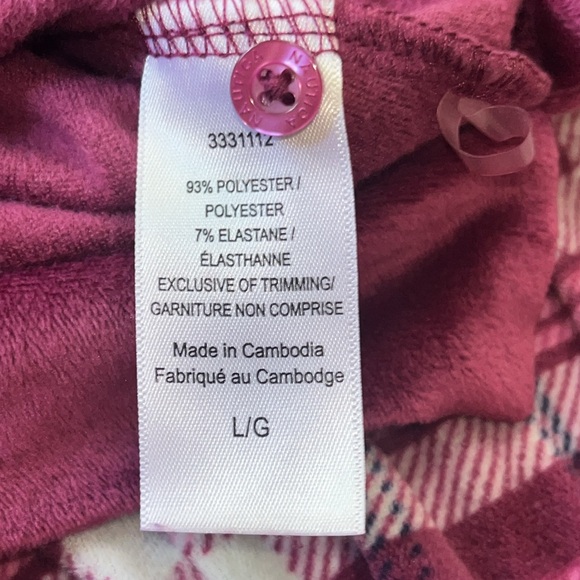 3331112
93% POLYESTER /
POLYESTER
7% ELASTANE /
ÉLASTHANNE
EXCLUSIVE OF TRIMMING/
GARNITURE NON COMPRISE
Made in Cambodia
Fabriqué au Cambodge
L/G